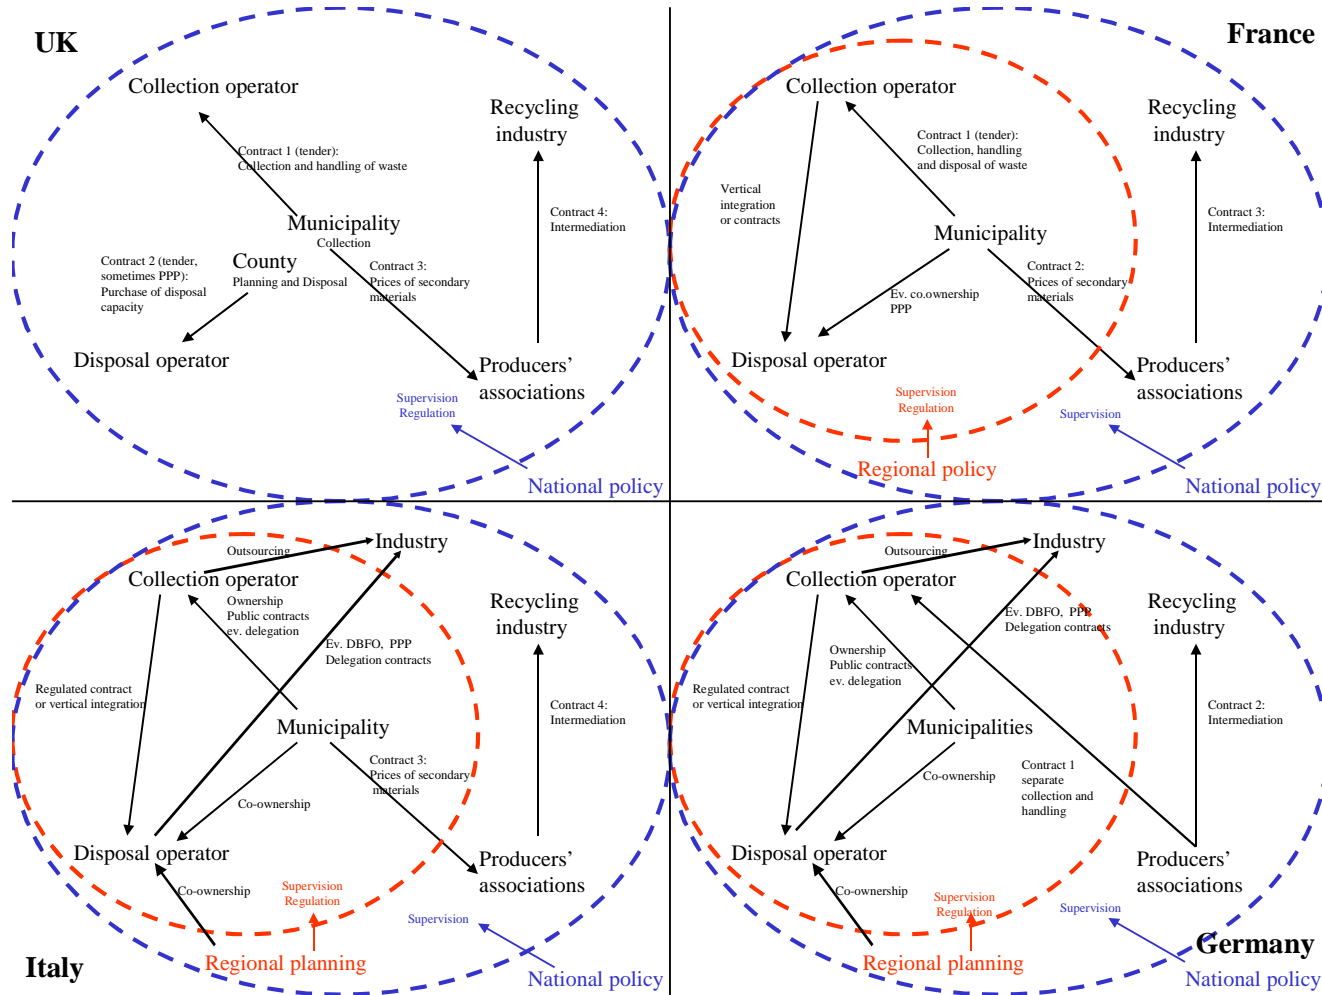 UK
Collection operator
Recycling
industry
Contract 1 (tender):
Collection and handling of waste
Municipality
Collection
Contract 4:
Intermediation
County
Planning and Disposal
Contract 2 (tender,
sometimes PPP):
Purchase of disposal
capacity
Contract 3:
Prices of secondary
materials
Disposal operator
Producers’
associations
Supervision
Regulation
National policy
France
Collection operator
Recycling
industry
Contract 1 (tender):
Collection, handling
and disposal of waste
Vertical
integration
or contracts
Municipality
Contract 3:
Intermediation
Contract 2:
Prices of secondary
materials
Ev. co.ownership
PPP
Disposal operator
Producers’
associations
Supervision
Regulation
Supervision
Regional policy
National policy
Industry
Outsourcing
Collection operator
Ownership
Public contracts
ev. delegation
Recycling
industry
Ev. DBFO, PPP
Delegation contracts
Regulated contract
or vertical integration
Municipality
Contract 4:
Intermediation
Contract 3:
Prices of secondary
materials
Co-ownership
Disposal operator
Producers’
associations
Co-ownership
Supervision
Regulation
Supervision
Italy
Regional planning
National policy
Industry
Outsourcing
Collection operator
Recycling
industry
Ev. DBFO, PPP
Delegation contracts
Ownership
Public contracts
ev. delegation
Regulated contract
or vertical integration
Municipalities
Contract 2:
Intermediation
Co-ownership
Contract 1
separate
collection and
handling
Disposal operator
Producers’
associations
Co-ownership
Supervision
Regulation
Supervision
Germany
Regional planning
National policy